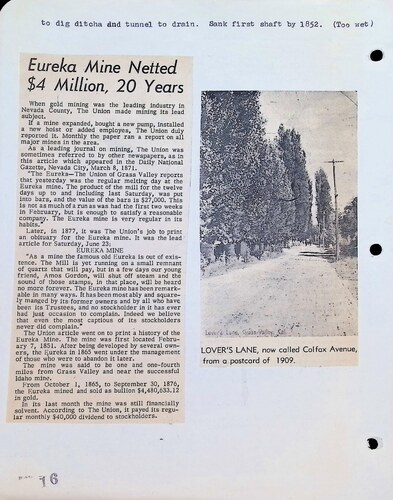 to dig ditcha and tunnel to drain. Sank first shaft by 1852. (Too wet)
Eureka Mine Netted
$4 Million, 20 Years
When gold mining was the leading industry in
Nevada County, The Union made mining its lead
subject.
If a mine expanded, bought a new pump, installed
a new hoist or added employes, The Union duly
reported it. Monthly the paper ran a report on all
major mines in the area.
As a leading journal on mining, The Union was
sometimes referred to by other newspapers, as in
this article which appeared in the Daily National
Gazette, Nevada City, March 8, 1871.
"The Eureka—The Union of Grass Valley reports
that yesterday was the regular melting day at the
Eureka mine. The product of the mill for the twelve
days up to and including last Saturday, was put
into bars, and the value of the bars is $27,000. This
is not as much of a run as was had the first two weeks
in February, but is enough to satisfy a reasonable
company. The Eureka mine is very regular in its
habits."
Later, in 1877, it was The Union's job to print
an obituary for the Eureka mine. It was the lead
article for Saturday, June 23:
EUREKA MINE
"As a mine the famous old Eureka is out of exis-
tence. The Mill is yet running on a small remnant
of quartz that will pay, but in a few days our young
friend, Amos Gordon, will shut off steam and the
sound of those stamps, in that place, will be heard
no more forever. The Eureka mine has been remark-
able in many ways. It has been most ably and square-
ly managed by its former owners and by all who have
been its Trustees, and no stockholder in it has ever
had just occasion to complain. Indeed we believe
that even the most captious of its stockholders
never did complain."
The Union article went on to print a history of the
Eureka Mine. The mine was first located Febru-
ary 7, 1851. After being developed by several owners,
the Eureka in 1865 went under the management
of those who were to abandon it later.
The mine was said to be one and one-fourth
miles from Grass Valley and near the successful
Idaho mine.
From October 1, 1865, to September 30, 1876,
the Eureka mined and sold as bullion $4,480,633.12
in gold.
In its last month the mine was still financially
solvent. According to The Union, it payed its regu-
lar monthly $40,000 dividend to stockholders.
LOVER'S LANE, now called Colfax Avenue,
from a postcard of 1909.
76